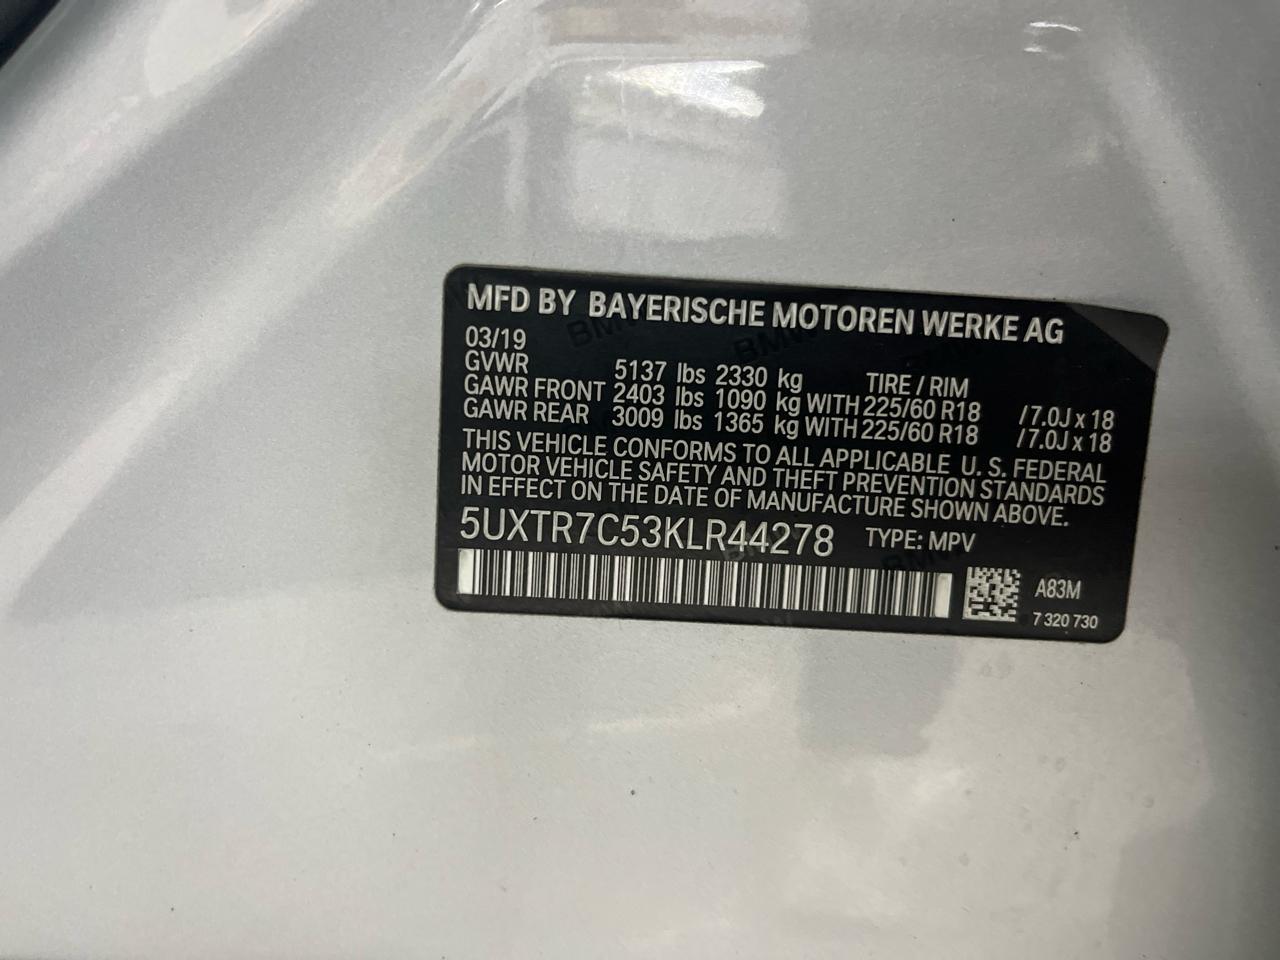 MFD BY BAYERISCHE MOTOREN WERKE AG
03/19
GVWR 5137 lbs 2330 kg TIRE / RIM
GAWR FRONT 2403 lbs 1090 kg WITH 225/60 R18 / 7.0J x 18
GAWR REAR 3009 lbs 1365 kg WITH 225/60 R18 / 7.0J x 18
THIS VEHICLE CONFORMS TO ALL APPLICABLE U. S. FEDERAL
MOTOR VEHICLE SAFETY AND THEFT PREVENTION STANDARDS
IN EFFECT ON THE DATE OF MANUFACTURE SHOWN ABOVE.
5UXTR7C53KLR44278 TYPE: MPV
A83M
7 320 730